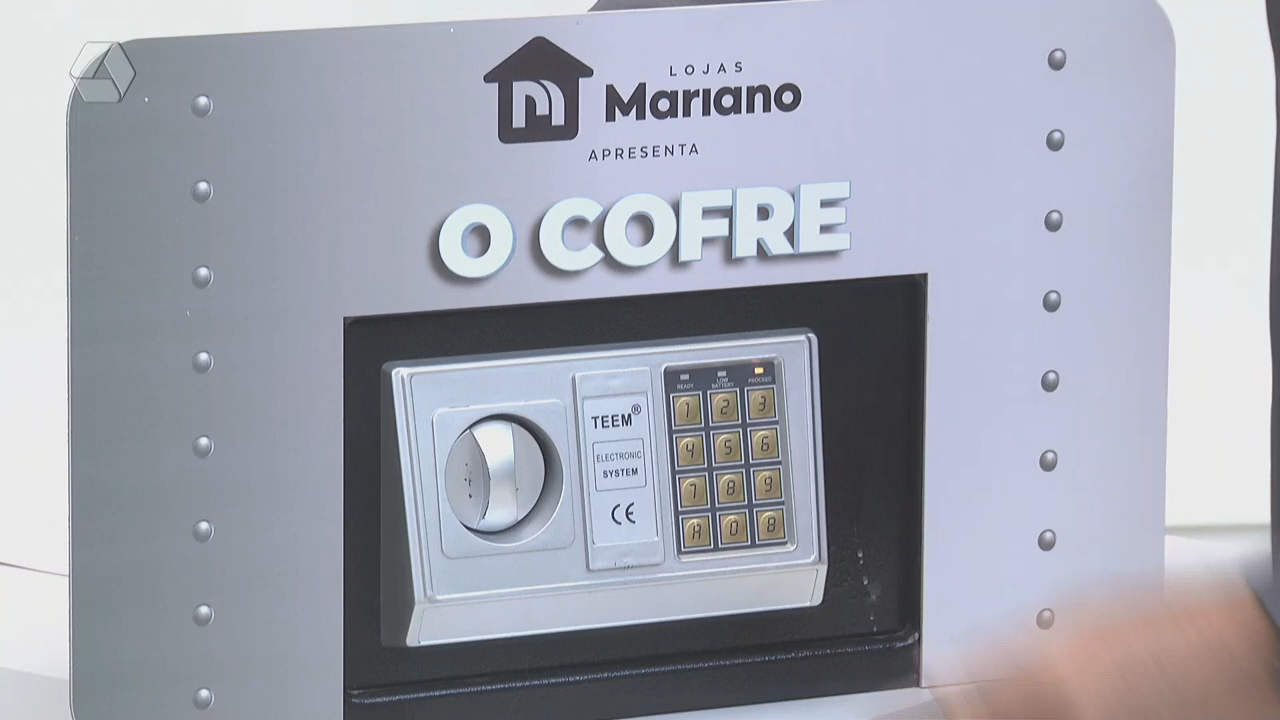 LOJAS
Mariano
APRESENTA
O COFRE
READY
LOW BATTERY
PROCEED
TEEM®
ELECTRONIC
SYSTEM
CE
1 2 3
4 5 6
7 8 9
A 0 B